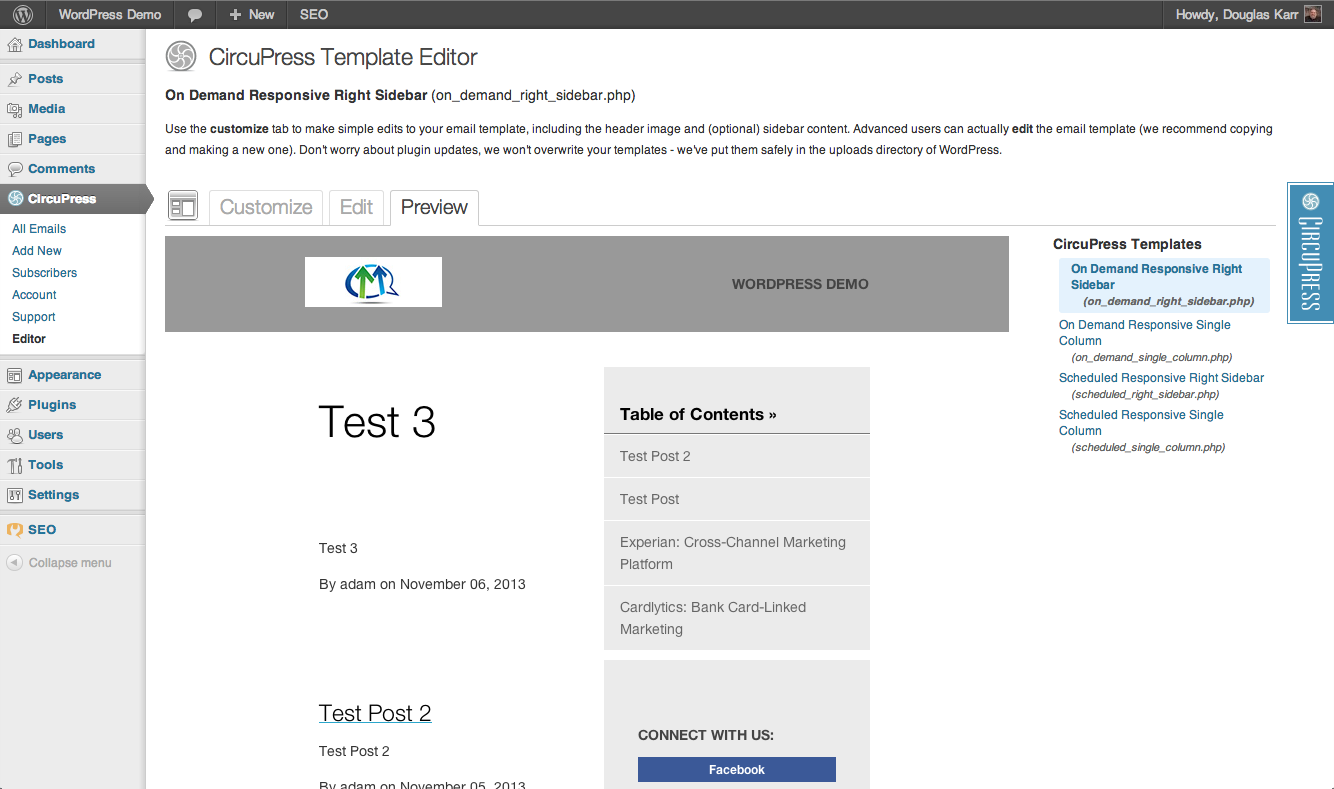 WordPress Demo
+ New
SEO
Howdy, Douglas Karr
Dashboard
Posts
Media
Pages
Comments
CircuPress
All Emails
Add New
Subscribers
Account
Support
Editor
Appearance
Plugins
Users
Tools
Settings
SEO
Collapse menu
CircuPress Template Editor
On Demand Responsive Right Sidebar (on_demand_right_sidebar.php)
Use the customize tab to make simple edits to your email template, including the header image and (optional) sidebar content. Advanced users can actually edit the email template (we recommend copying
and making a new one). Don't worry about plugin updates, we won't overwrite your templates - we've put them safely in the uploads directory of WordPress.
Customize
Edit
Preview
WORDPRESS DEMO
Test 3
Test 3
By adam on November 06, 2013
Test Post 2
Test Post 2
By adam on November 05, 2013
Table of Contents »
Test Post 2
Test Post
Experian: Cross-Channel Marketing
Platform
Cardlytics: Bank Card-Linked
Marketing
CONNECT WITH US:
Facebook
CircuPress Templates
On Demand Responsive Right
Sidebar
(on_demand_right_sidebar.php)
On Demand Responsive Single
Column
(on_demand_single_column.php)
Scheduled Responsive Right Sidebar
(scheduled_right_sidebar.php)
Scheduled Responsive Single
Column
(scheduled_single_column.php)
CIRCUPRESS